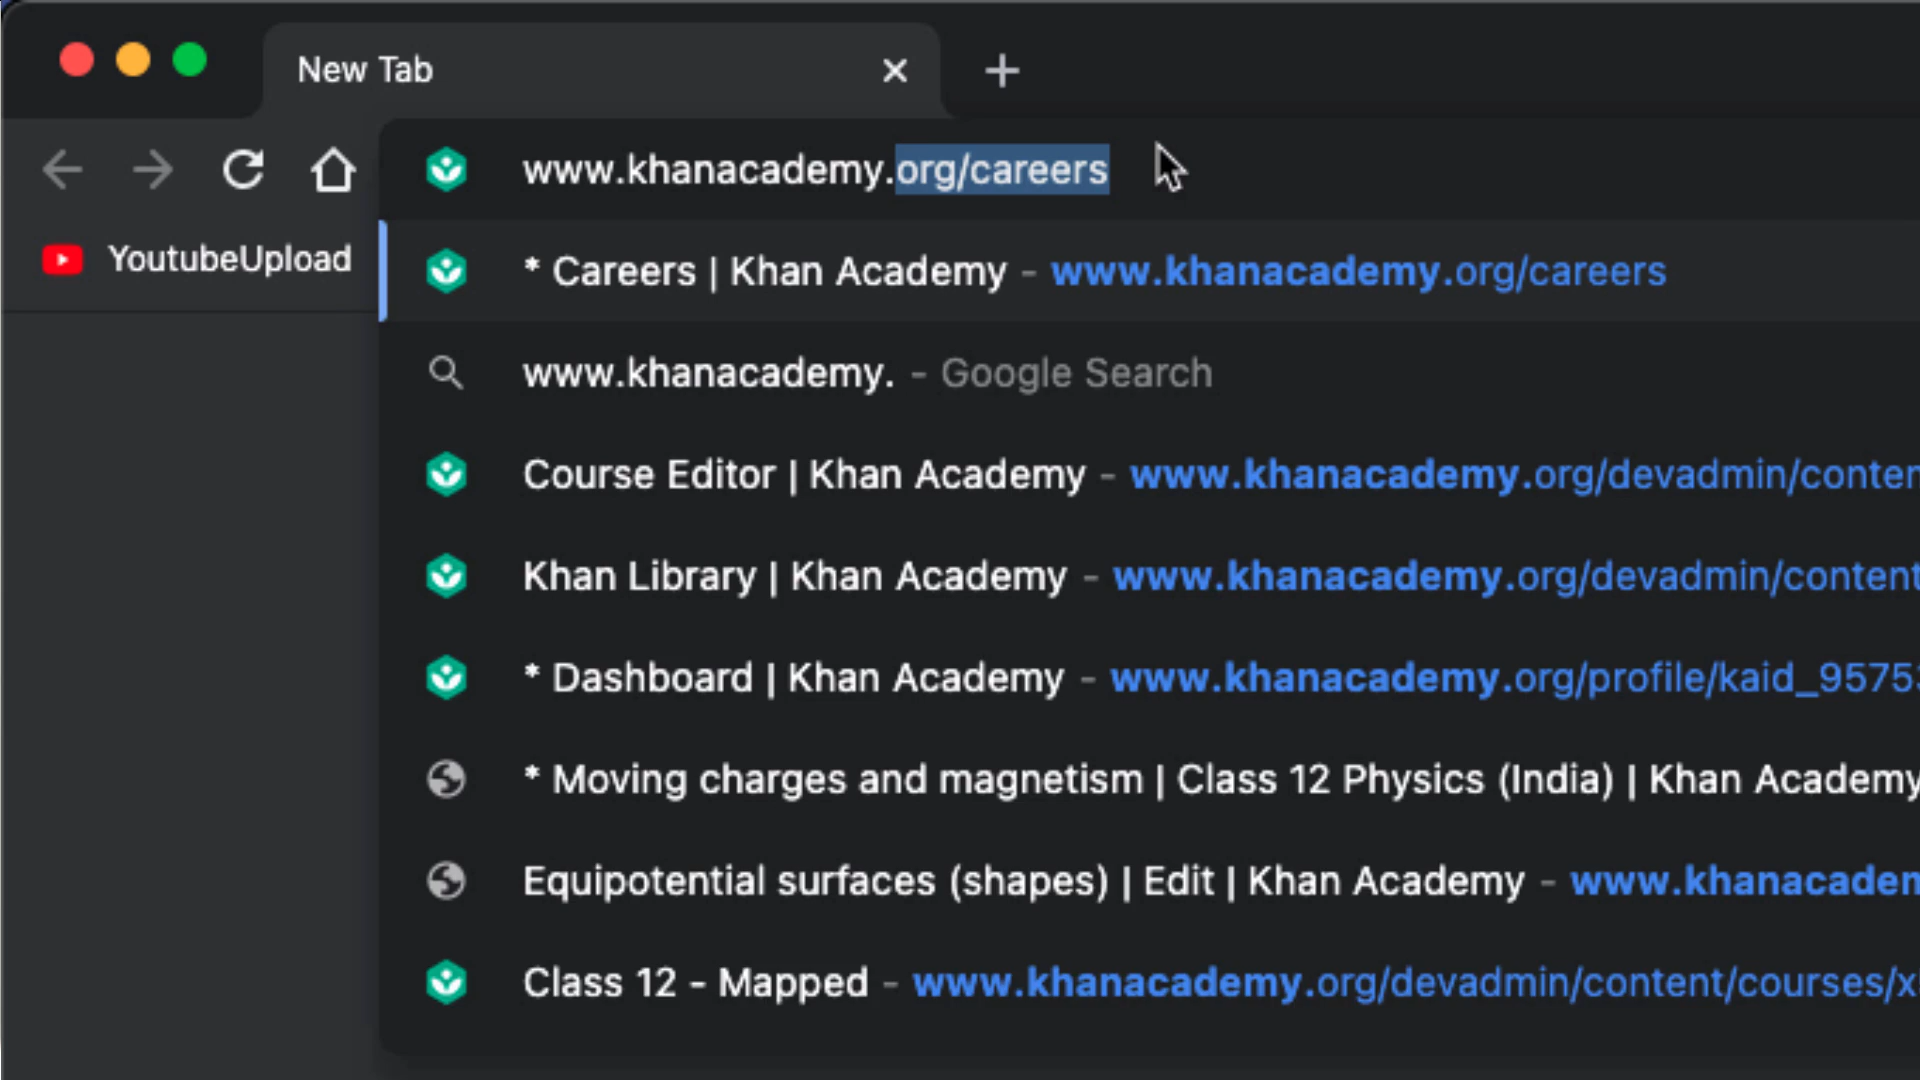 New Tab
www.khanacademy.org/careers
YoutubeUpload
* Careers | Khan Academy - www.khanacademy.org/careers
www.khanacademy. - Google Search
Course Editor | Khan Academy - www.khanacademy.org/devadmin/conten
Khan Library | Khan Academy - www.khanacademy.org/devadmin/content
* Dashboard | Khan Academy - www.khanacademy.org/profile/kaid_9575
* Moving charges and magnetism | Class 12 Physics (India) | Khan Academy
Equipotential surfaces (shapes) | Edit | Khan Academy - www.khanacadem
Class 12 - Mapped - www.khanacademy.org/devadmin/content/courses/x